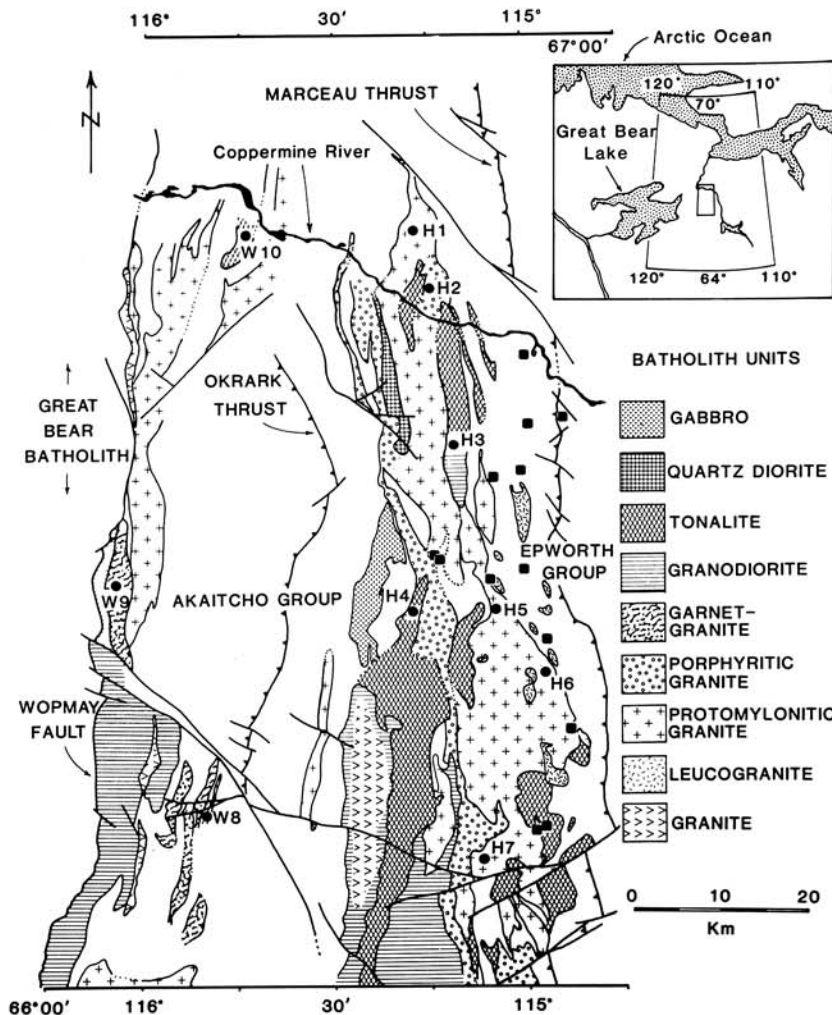 116° 30′ 115°
67°00′
Arctic Ocean
MARCEAU THRUST
N
Coppermine River
Great Bear
Lake
120°
110°
70°
120°
64°
110°
W10
H1
H2
GREAT
BEAR
BATHOLITH
OKRARK
THRUST
H3
EPWORTH
GROUP
W9
AKAITCHO GROUP
H4
H5
H6
WOPMAY
FAULT
W8
H7
BATHOLITH UNITS
GABBRO
QUARTZ DIORITE
TONALITE
GRANODIORITE
GARNET-
GRANITE
PORPHYRITIC
GRANITE
PROTOMYLONITIC
GRANITE
LEUCOGRANITE
GRANITE
0 10 20
Km
66°00′
116° 30′ 115°